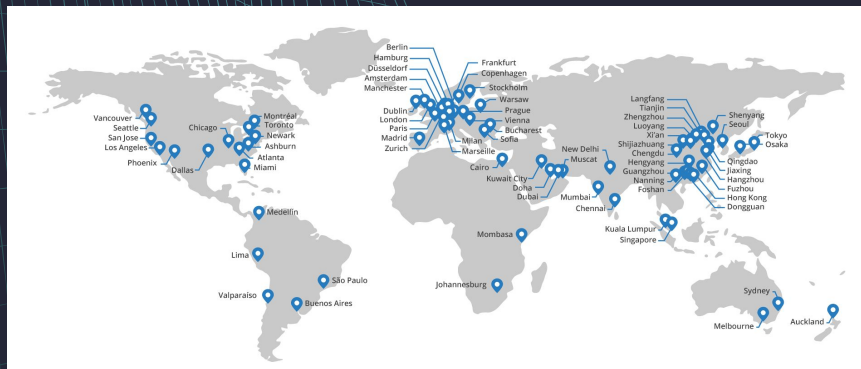 Vancouver
Seattle
San Jose
Los Angeles
Phoenix
Dallas
Chicago
Montréal
Toronto
Newark
Ashburn
Atlanta
Miami
Medellin
Lima
Valparaíso
São Paulo
Buenos Aires
Berlin
Hamburg
Düsseldorf
Amsterdam
Manchester
Dublin
London
Paris
Madrid
Zurich
Frankfurt
Copenhagen
Stockholm
Warsaw
Prague
Vienna
Bucharest
Sofia
Milan
Marseille
Cairo
Kuwait City
Doha
Dubai
New Delhi
Muscat
Mumbai
Chennai
Mombasa
Johannesburg
Langfang
Tianjin
Zhengzhou
Luoyang
Xi'an
Shijiazhuang
Chengdu
Hengyang
Guangzhou
Nanning
Foshan
Shenyang
Seoul
Tokyo
Osaka
Qingdao
Jiaxing
Hangzhou
Fuzhou
Hong Kong
Dongguan
Kuala Lumpur
Singapore
Sydney
Melbourne
Auckland